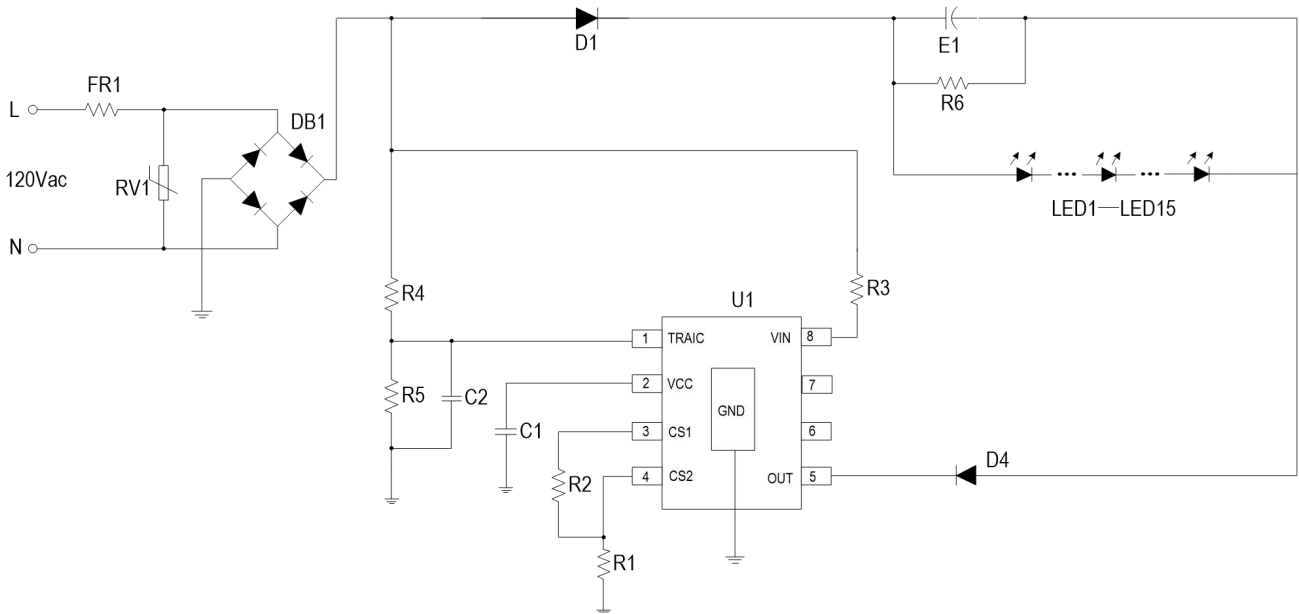 D1
E1
FR1
R6
L
DB1
120Vac
RV1
LED1—LED15
N
R4
U1
R3
1 TRAIC VIN 8
R5
C2
2 VCC 7
GND
C1
3 CS1 6
D4
R2
4 CS2 OUT 5
R1